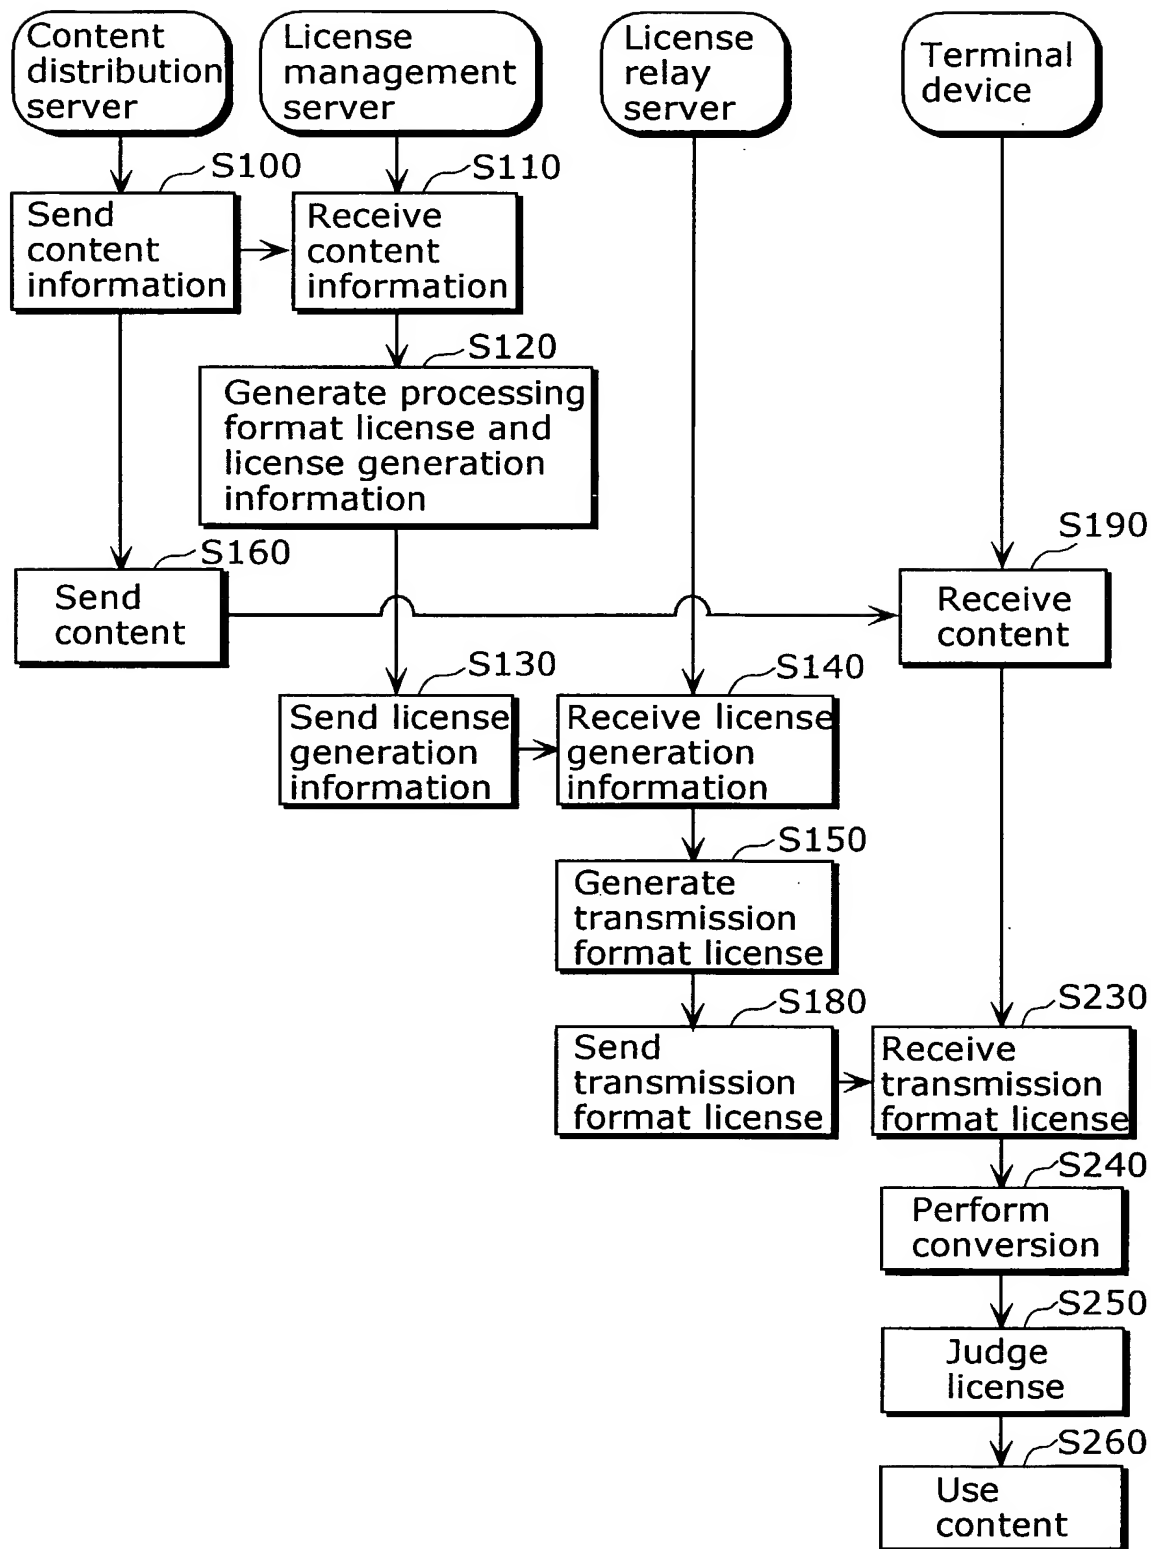 Content
distribution
server
License
management
server
License
relay
server
Terminal
device
S100
Send
content
information
S110
Receive
content
information
S120
Generate processing
format license and
license generation
information
S160
Send
content
S190
Receive
content
S130
Send license
generation
information
S140
Receive license
generation
information
S150
Generate
transmission
format license
S180
Send
transmission
format license
S230
Receive
transmission
format license
S240
Perform
conversion
S250
Judge
license
S260
Use
content